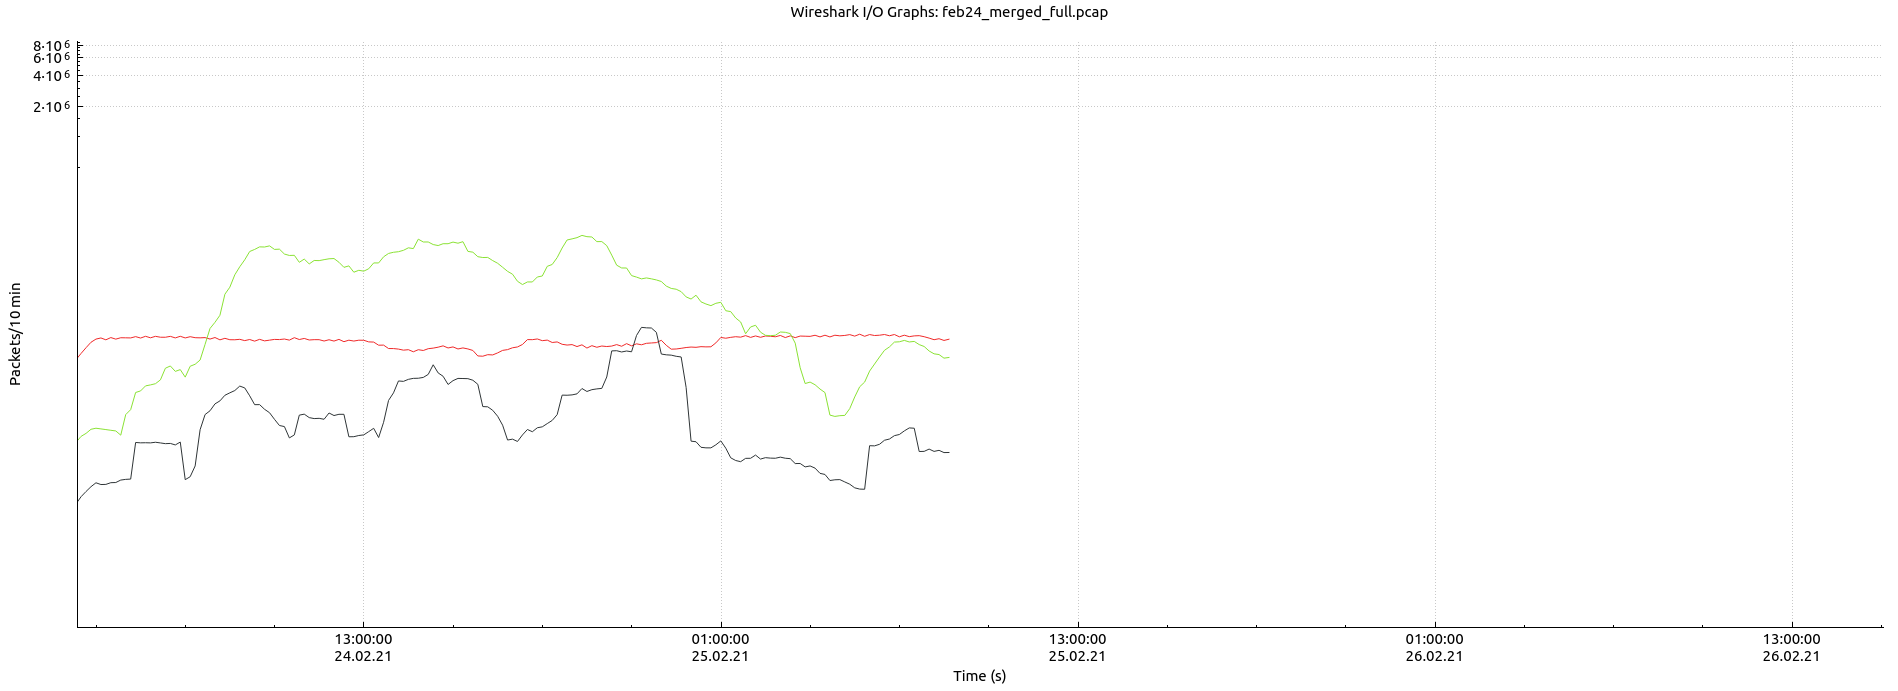 Wireshark I/O Graphs: feb24_merged_full.pcap
8·10⁶
6·10⁶
4·10⁶
2·10⁶
Packets/10 min
13:00:00 01:00:00 13:00:00 01:00:00 13:00:00
24.02.21 25.02.21 25.02.21 26.02.21 26.02.21
Time (s)